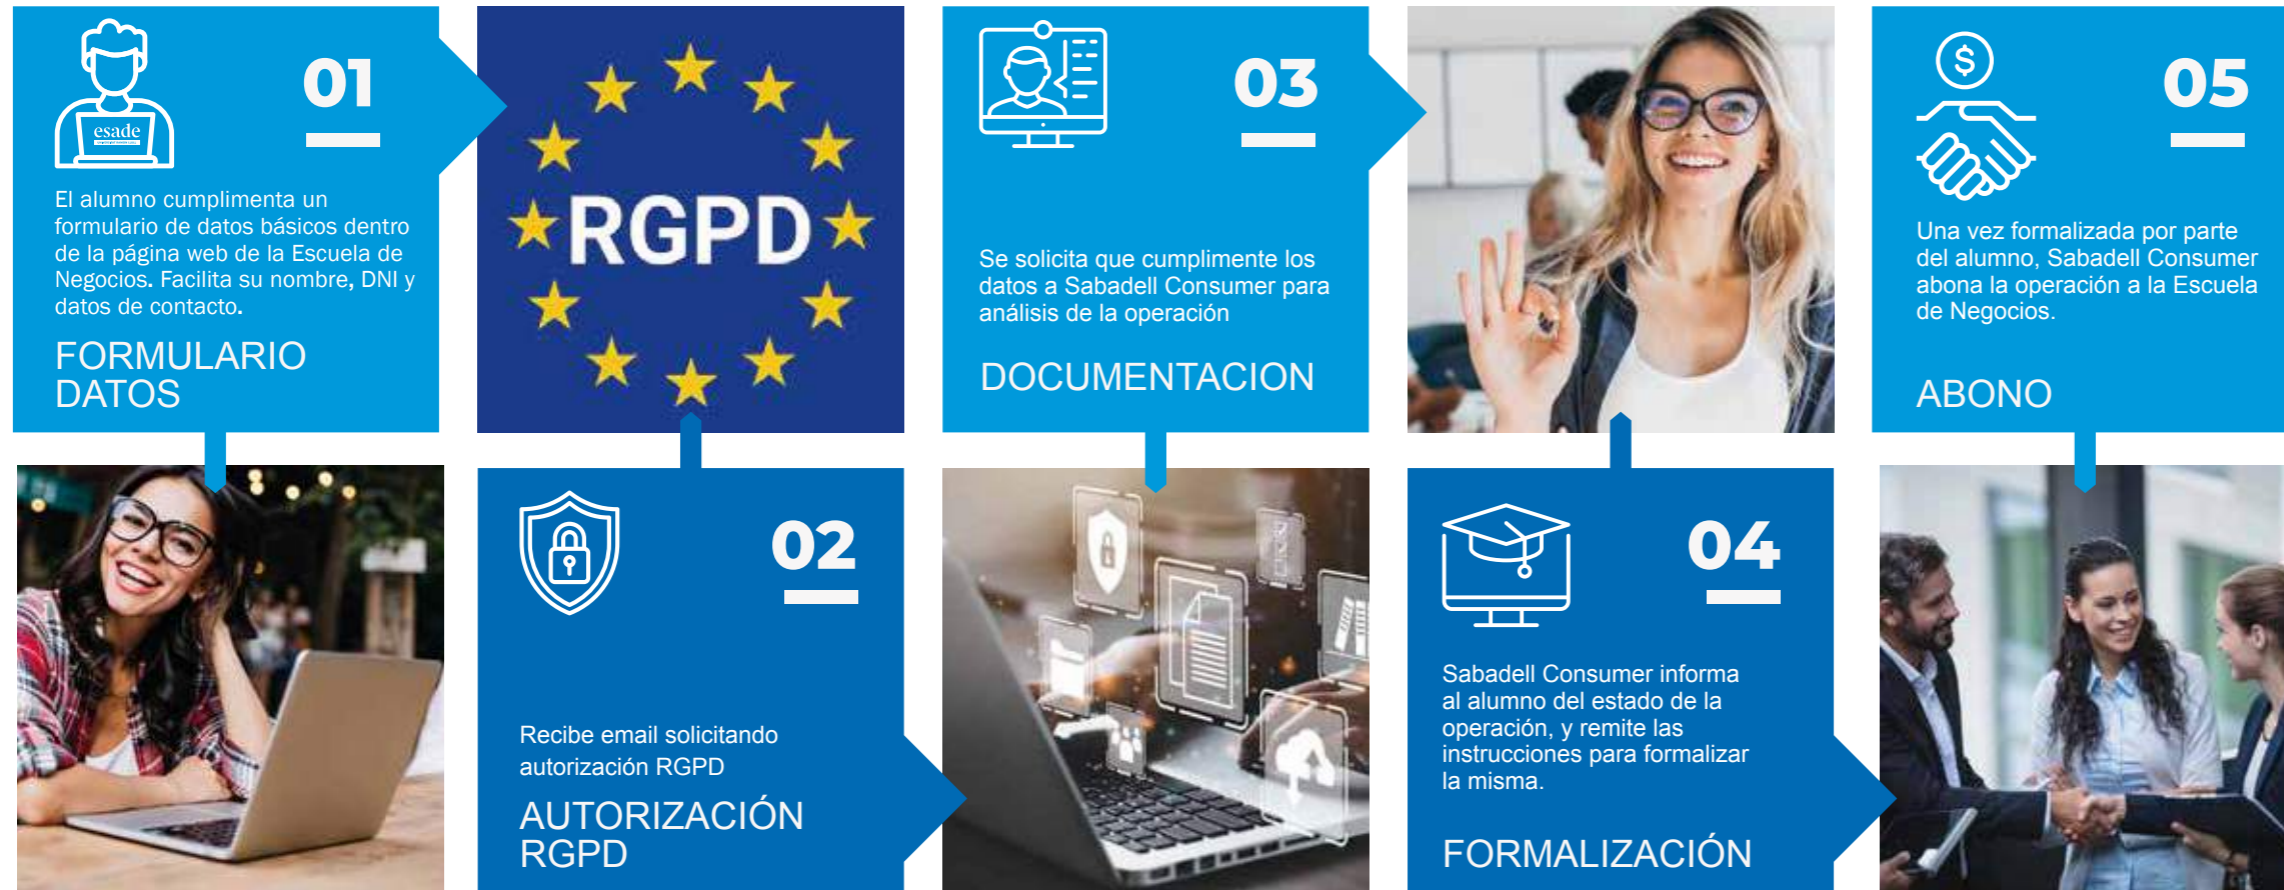 esade
01
El alumno cumplimenta un
formulario de datos básicos dentro
de la página web de la Escuela de
Negocios. Facilita su nombre, DNI y
datos de contacto.
FORMULARIO
DATOS
RGPD
02
Recibe email solicitando
autorización RGPD
AUTORIZACIÓN
RGPD
03
Se solicita que cumplimente los
datos a Sabadell Consumer para
análisis de la operación
DOCUMENTACION
04
Sabadell Consumer informa
al alumno del estado de la
operación, y remite las
instrucciones para formalizar
la misma.
FORMALIZACIÓN
$
05
Una vez formalizada por parte
del alumno, Sabadell Consumer
abona la operación a la Escuela
de Negocios.
ABONO